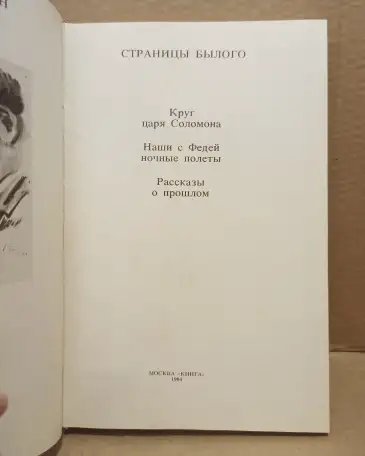 Н
СТРАНИЦЫ БЫЛОГО
Круг
царя Соломона
Наши с Федей
ночные полеты
Рассказы
о прошлом
МОСКВА «КНИГА»
1984